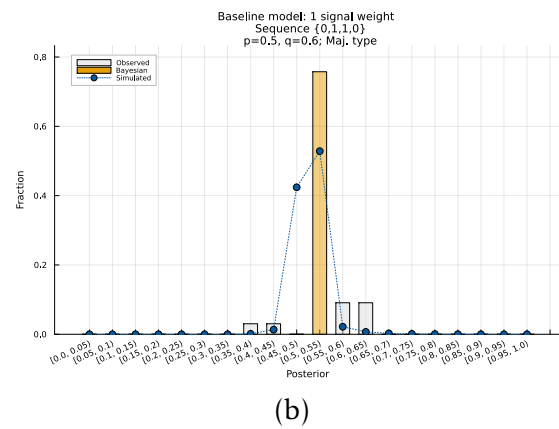 Baseline model: 1 signal weight
Sequence {0,1,1,0}
p=0.5, q=0.6; Maj. type
Observed
Bayesian
Simulated
Fraction
0.8
0.6
0.4
0.2
0.0
[0.0, 0.05)
[0.05, 0.1)
[0.1, 0.15)
[0.15, 0.2)
[0.2, 0.25)
[0.25, 0.3)
[0.3, 0.35)
[0.35, 0.4)
[0.4, 0.45)
[0.45, 0.5)
[0.5, 0.55)
[0.55, 0.6)
[0.6, 0.65)
[0.65, 0.7)
[0.7, 0.75)
[0.75, 0.8)
[0.8, 0.85)
[0.85, 0.9)
[0.9, 0.95)
[0.95, 1.0)
Posterior
(b)